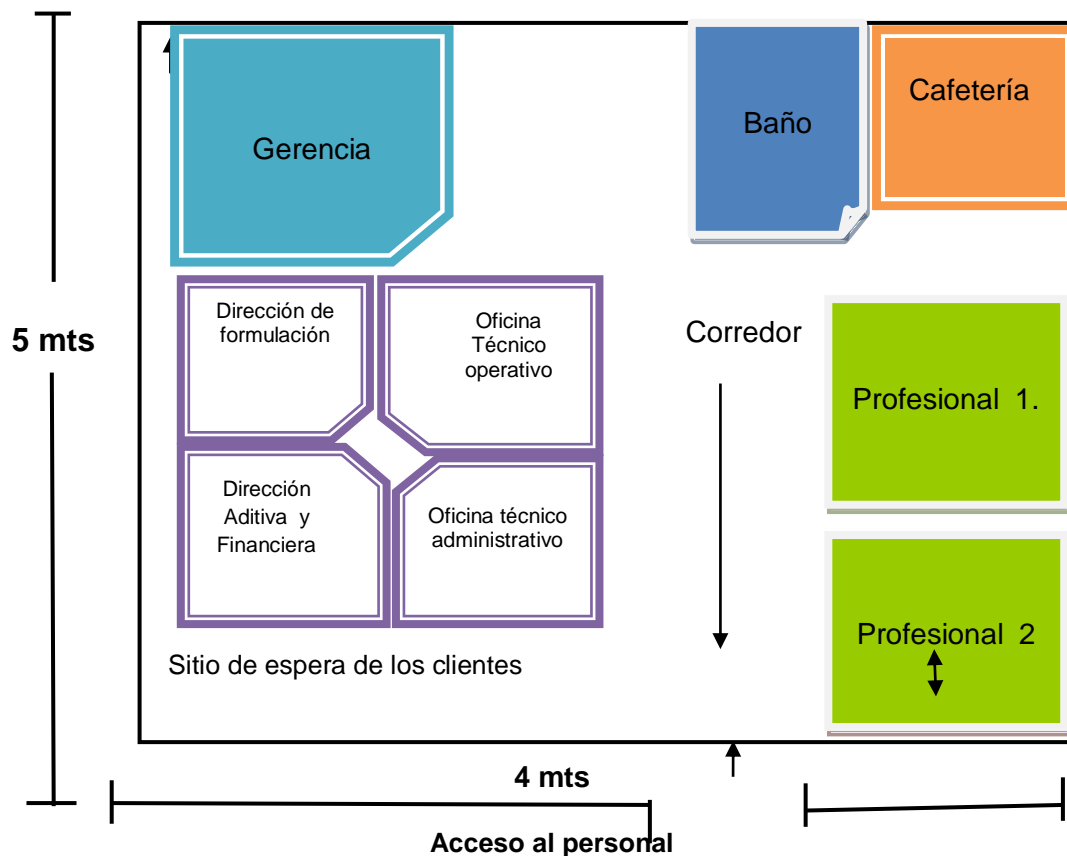 Gerencia
Baño
Cafetería
Dirección de
formulación
Oficina
Técnico
operativo
5 mts
Corredor
Profesional 1.
Dirección
Aditiva y
Financiera
Oficina técnico
administrativo
Profesional 2
Sitio de espera de los clientes
4 mts
Acceso al personal